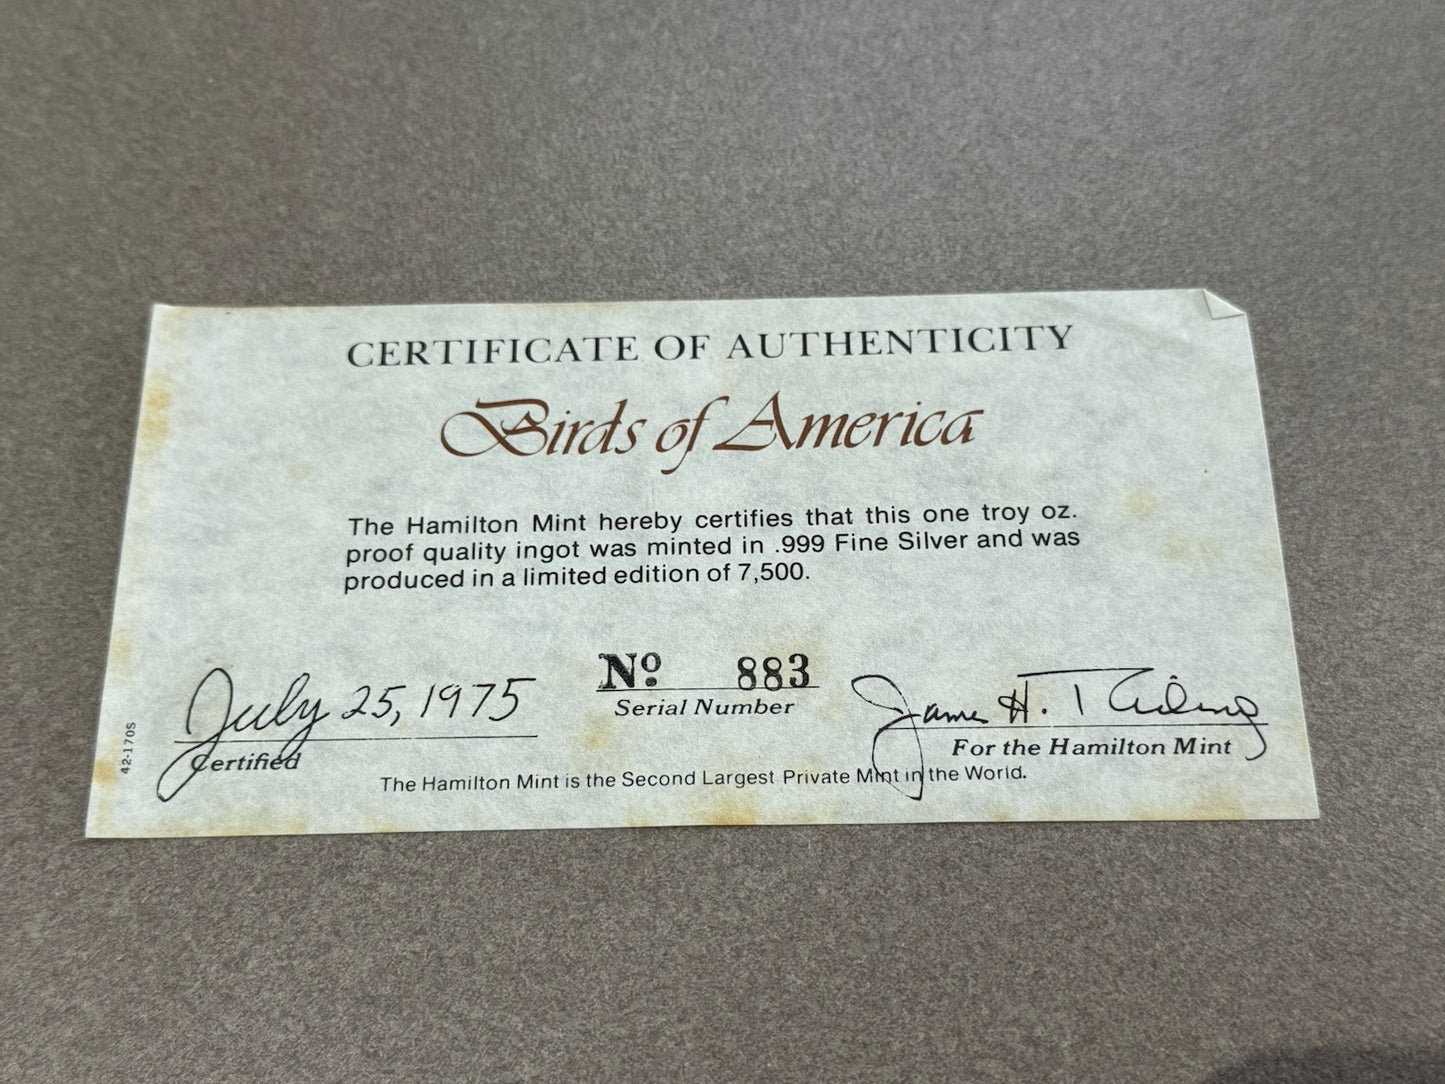 CERTIFICATE OF AUTHENTICITY
Birds of America
The Hamilton Mint hereby certifies that this one troy oz.
proof quality ingot was minted in .999 Fine Silver and was
produced in a limited edition of 7,500.
July 25, 1975
Certified
Nº 883
Serial Number
James H.
For the Hamilton Mint
The Hamilton Mint is the Second Largest Private Mint in the World.
42-170S